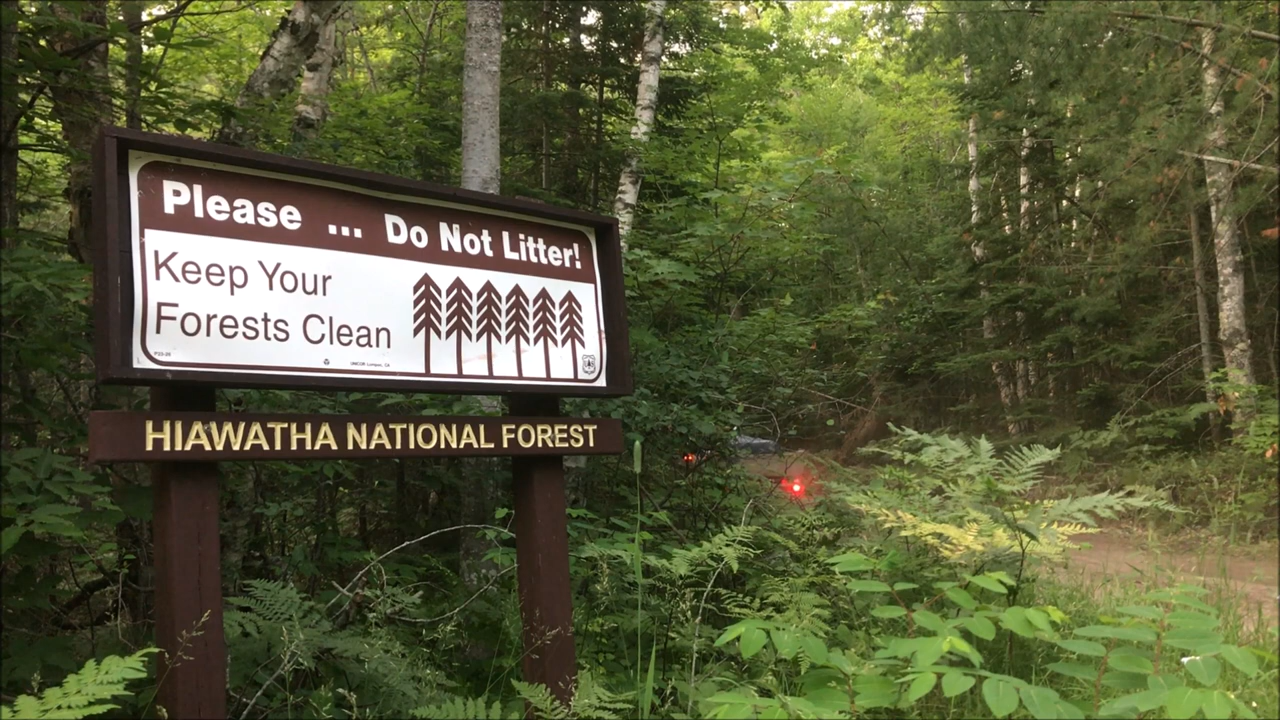 Please ... Do Not Litter!
Keep Your
Forests Clean
HIAWATHA NATIONAL FOREST